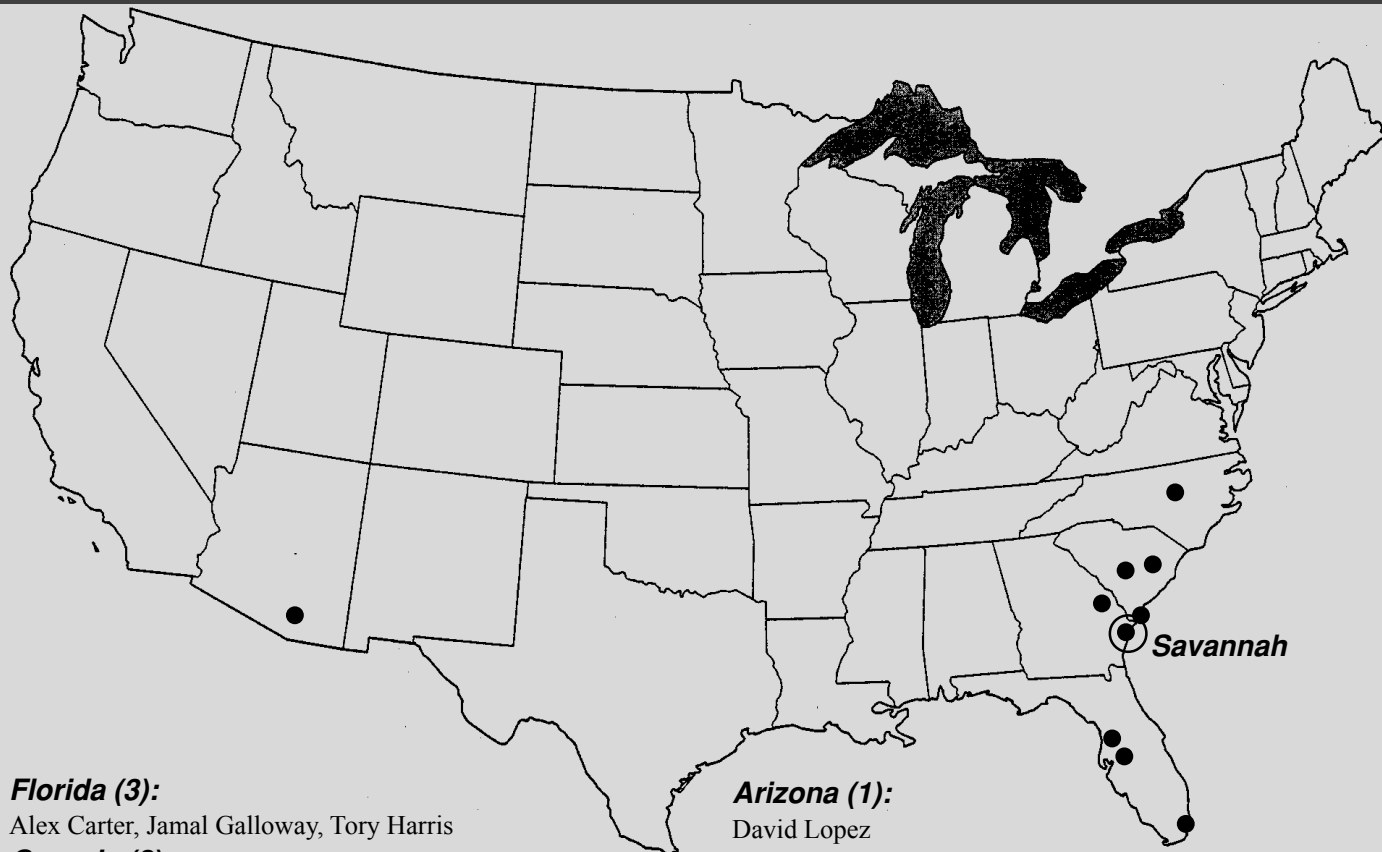 Savannah
Florida (3):
Alex Carter, Jamal Galloway, Tory Harris
Arizona (1):
David Lopez